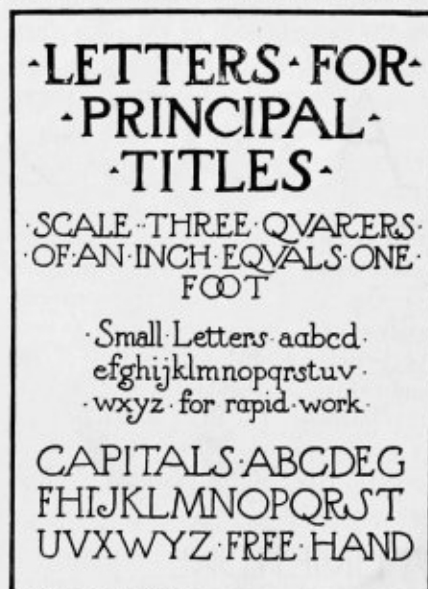 ·LETTERS·FOR·
·PRINCIPAL·
·TITLES·
·SCALE··THREE·QVARTERS·
·OF·AN·INCH·EQVALS·ONE·
FOOT
·Small·Letters·aabcd·
efghijklmnopqrstuv·
·wxyz·for·rapid·work·
CAPITALS·ABCDEG
FHIJKLMNOPQRST
UVXWYZ·FREE·HAND